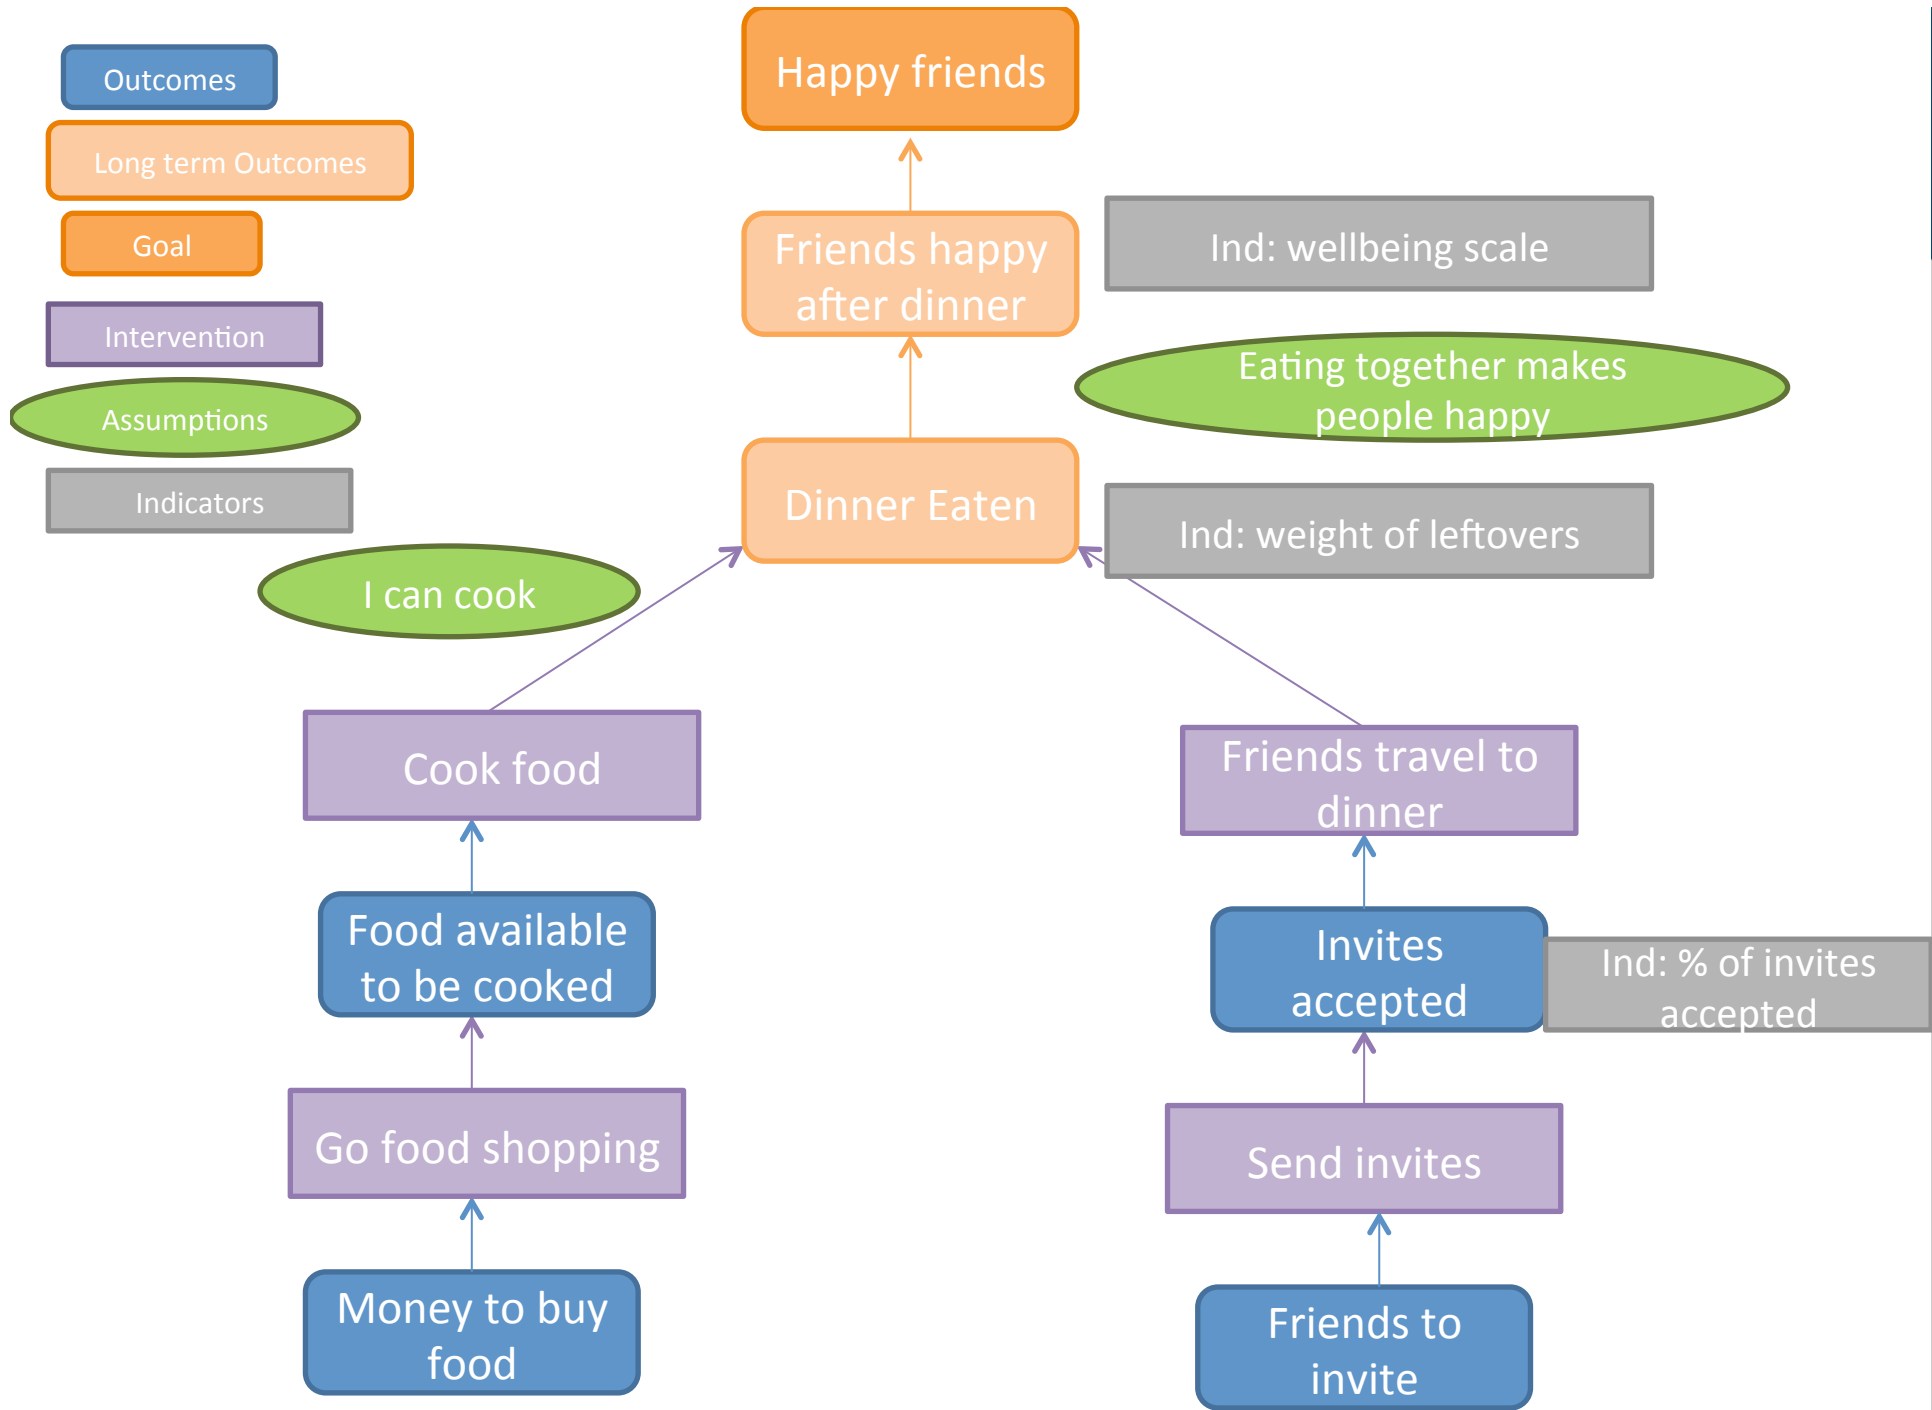 Outcomes
Long term Outcomes
Goal
Intervention
Assumptions
Indicators
Happy friends
Friends happy
after dinner
Ind: wellbeing scale
Eating together makes
people happy
Dinner Eaten
Ind: weight of leftovers
I can cook
Cook food
Friends travel to
dinner
Food available
to be cooked
Invites
accepted
Ind: % of invites
accepted
Go food shopping
Send invites
Money to buy
food
Friends to
invite